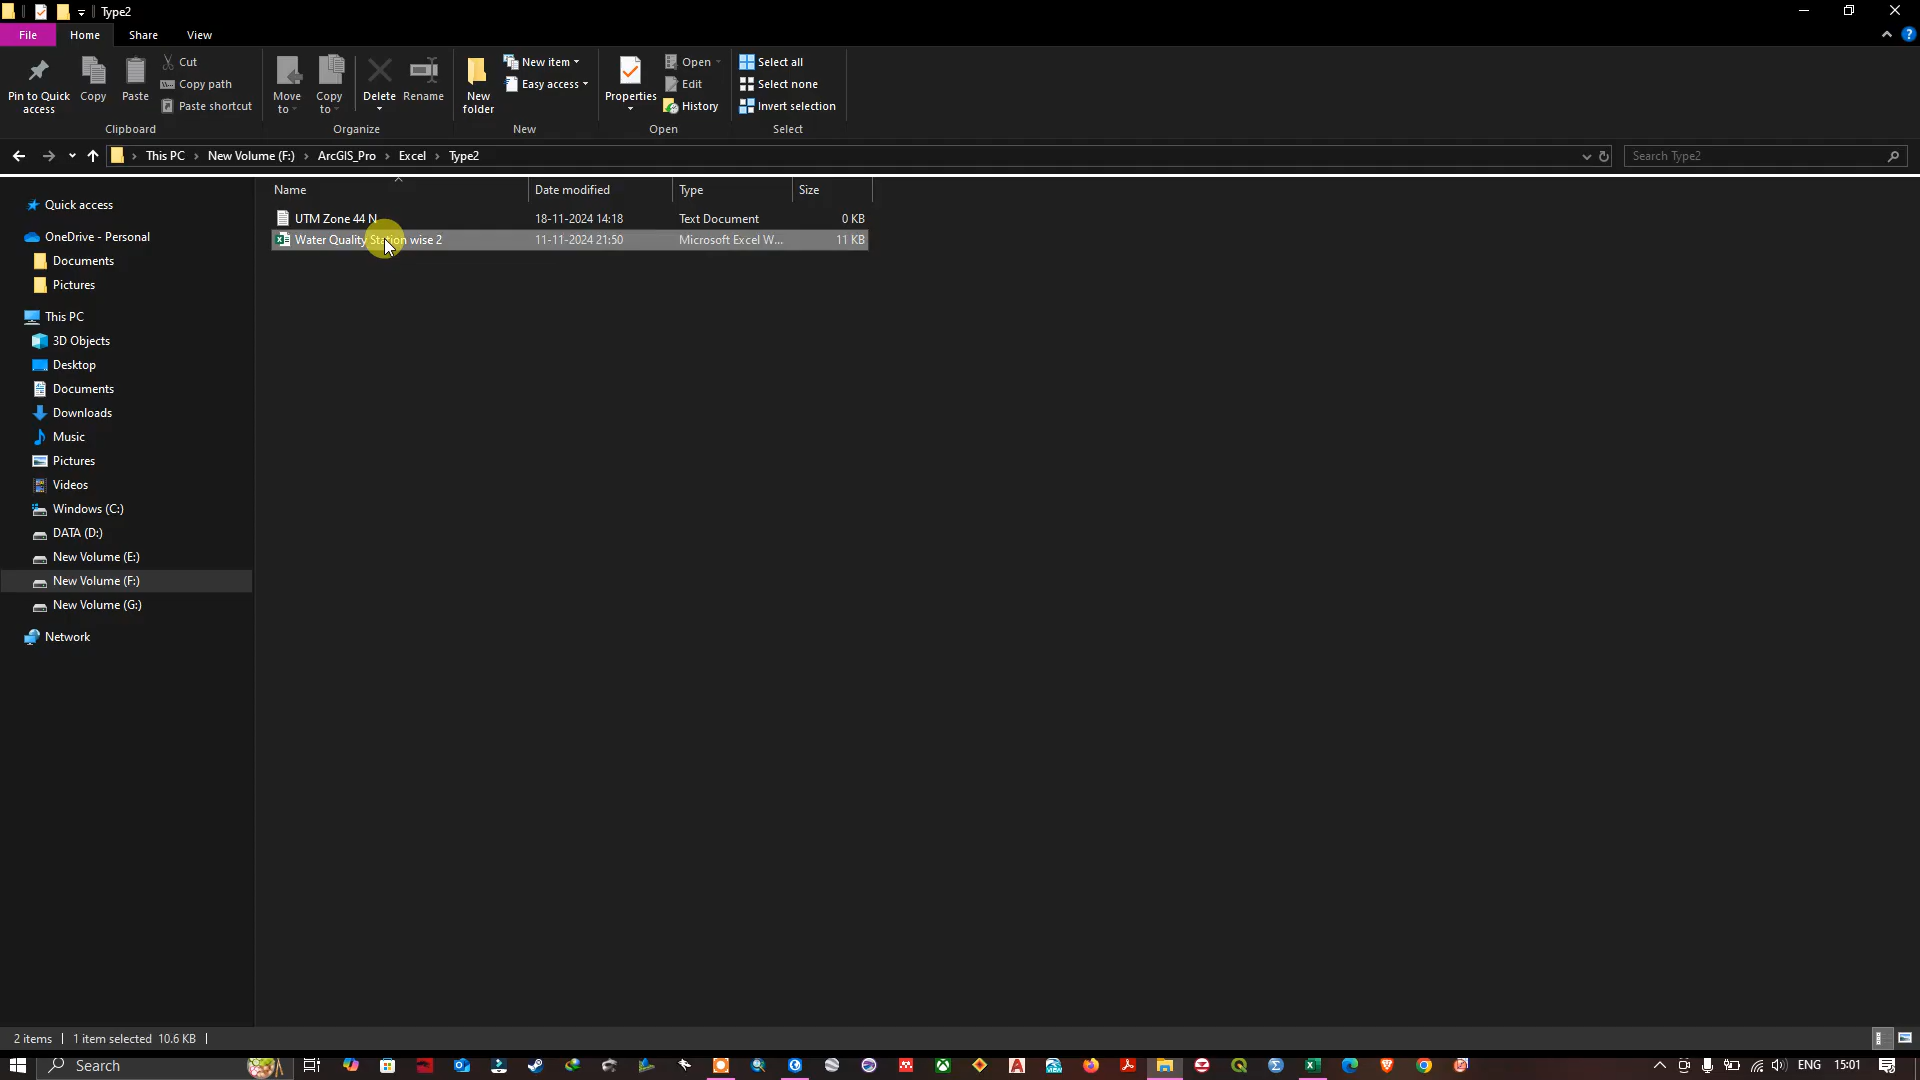 Type2
File Home Share View
Pin to Quick access
Copy
Paste
Cut
Copy path
Paste shortcut
Clipboard
Move to
Copy to
Delete
Rename
Organize
New folder
New item
Easy access
New
Properties
Open
Edit
History
Open
Select all
Select none
Invert selection
Select
This PC › New Volume (F:) › ArcGIS_Pro › Excel › Type2
Search Type2
Quick access
OneDrive - Personal
Documents
Pictures
This PC
3D Objects
Desktop
Documents
Downloads
Music
Pictures
Videos
Windows (C:)
DATA (D:)
New Volume (E:)
New Volume (F:)
New Volume (G:)
Network
Name Date modified Type Size
UTM Zone 44 N 18-11-2024 14:18 Text Document 0 KB
Water Quality Station wise 2 11-11-2024 21:50 Microsoft Excel W... 11 KB
2 items 1 item selected 10.6 KB
Search
ENG 15:01